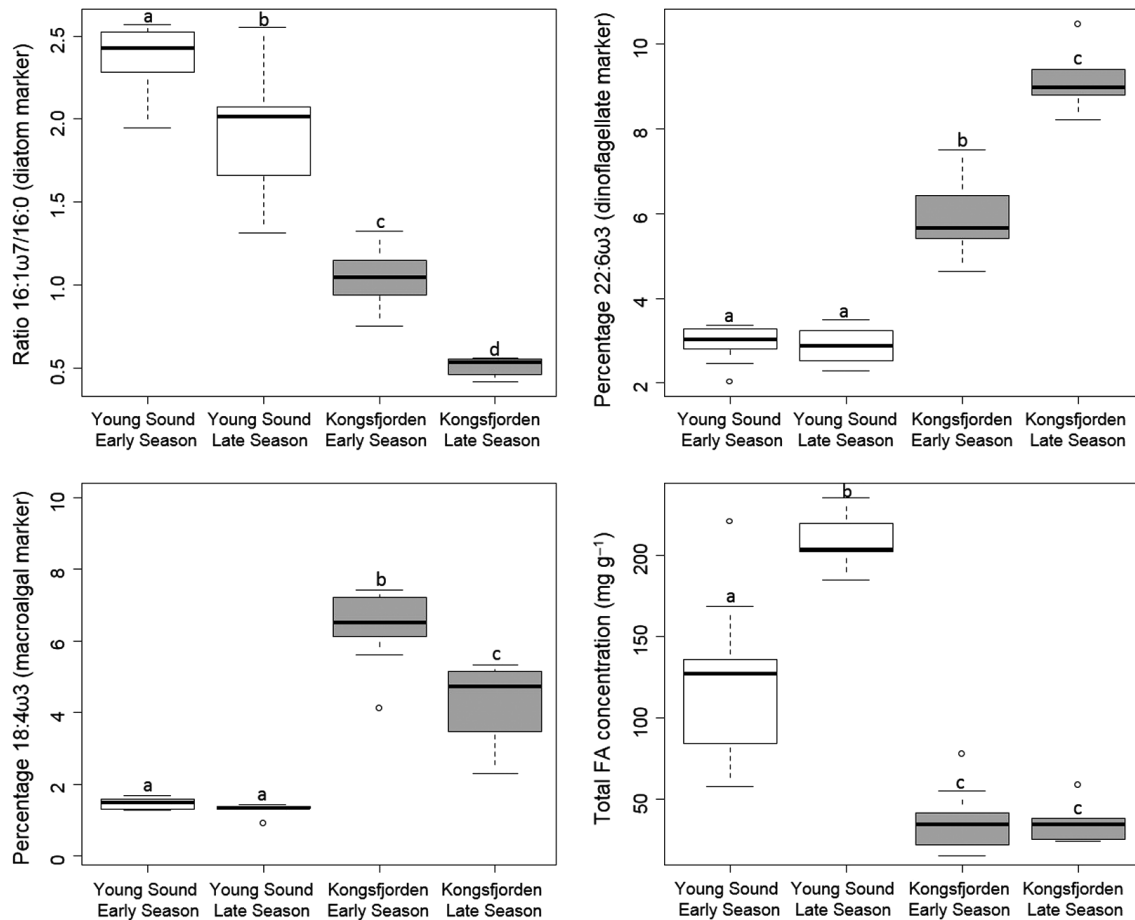 Ratio 16:1ω7/16:0 (diatom marker)
2.5
2.0
1.5
1.0
0.5
a
b
c
d
Young Sound Early Season
Young Sound Late Season
Kongsfjorden Early Season
Kongsfjorden Late Season
Percentage 22:6ω3 (dinoflagellate marker)
10
8
6
4
2
a
a
b
c
Young Sound Early Season
Young Sound Late Season
Kongsfjorden Early Season
Kongsfjorden Late Season
Percentage 18:4ω3 (macroalgal marker)
10
8
6
4
2
0
a
a
b
c
Young Sound Early Season
Young Sound Late Season
Kongsfjorden Early Season
Kongsfjorden Late Season
Total FA concentration (mg g⁻¹)
200
150
100
50
a
b
c
c
Young Sound Early Season
Young Sound Late Season
Kongsfjorden Early Season
Kongsfjorden Late Season